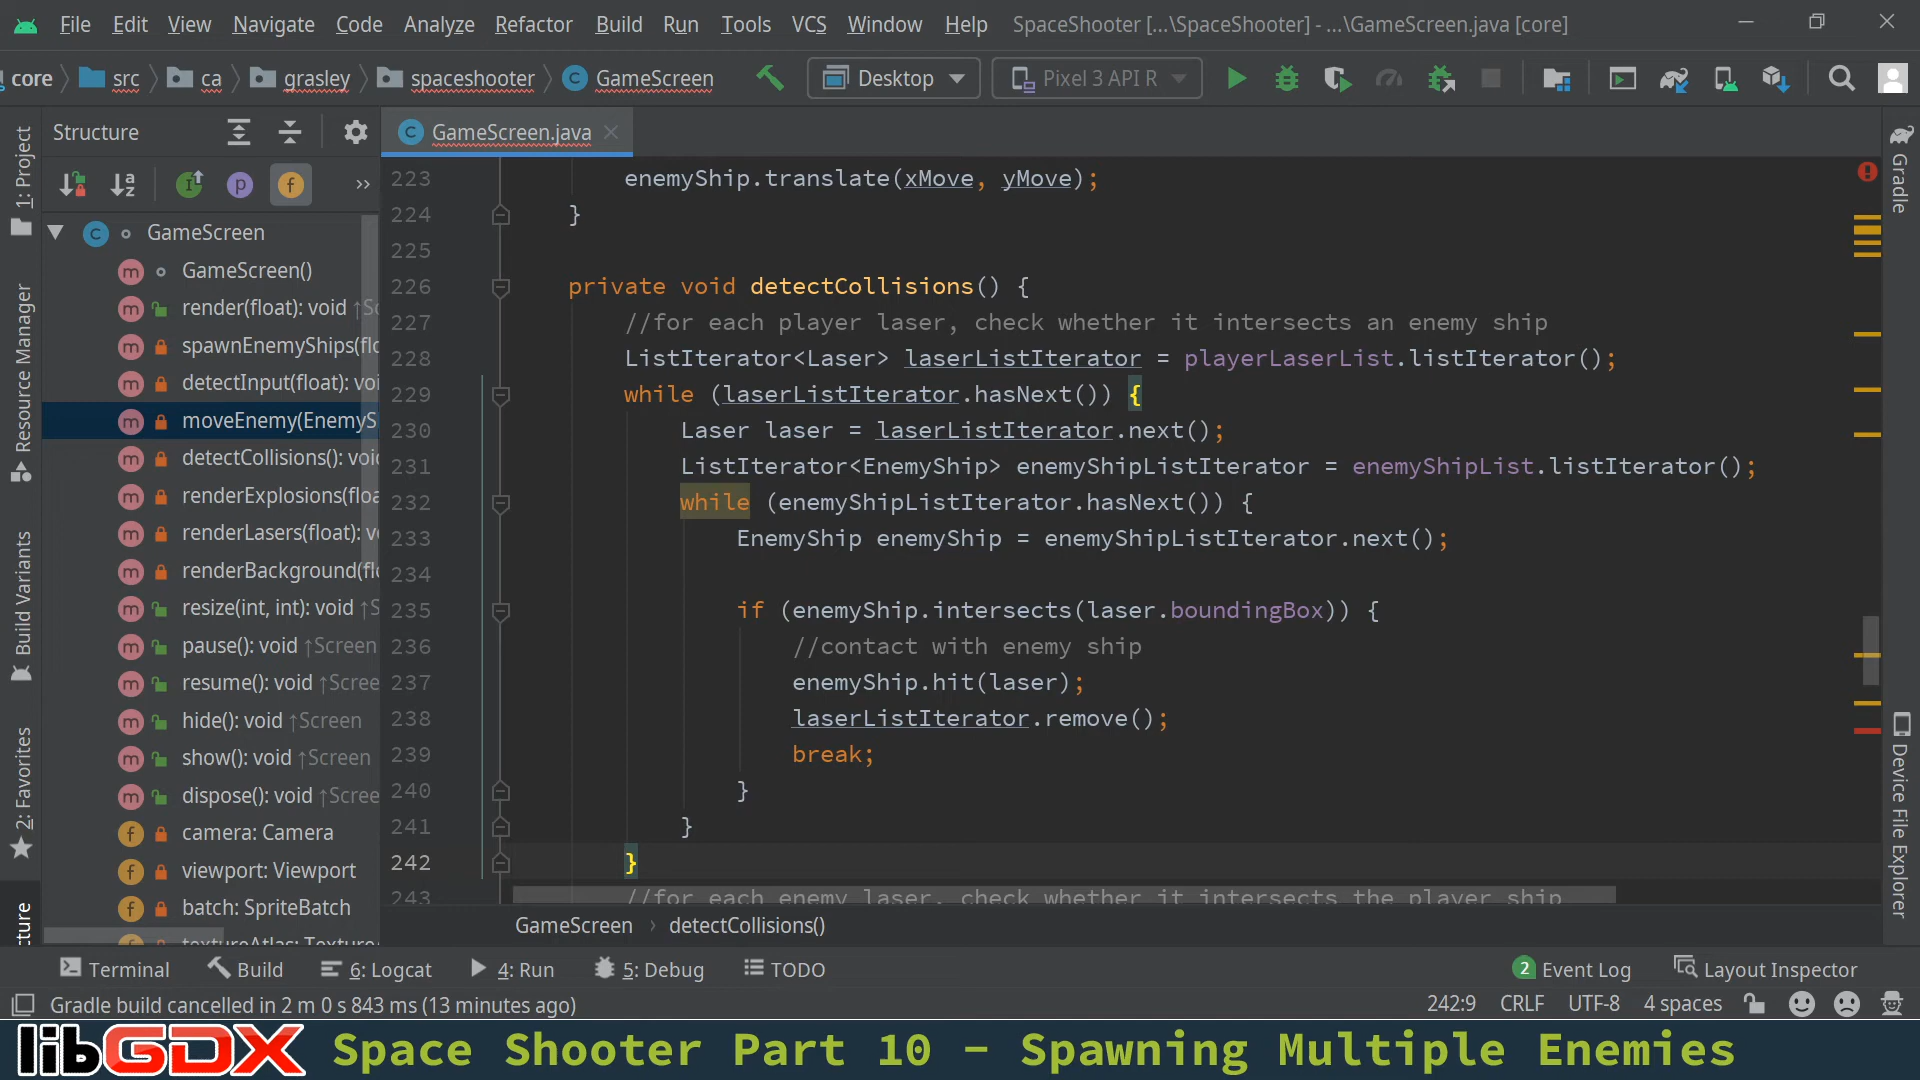 File Edit View Navigate Code Analyze Refactor Build Run Tools VCS Window Help SpaceShooter [...\SpaceShooter] - ...\GameScreen.java [core]
core src ca grasley spaceshooter GameScreen Desktop Pixel 3 API R
Structure
GameScreen.java
1: Project
Resource Manager
Build Variants
2: Favorites
GameScreen
GameScreen()
render(float): void ↑Sc
spawnEnemyShips(flo
detectInput(float): voi
moveEnemy(EnemyS
detectCollisions(): voi
renderExplosions(floa
renderLasers(float): v
renderBackground(flo
resize(int, int): void ↑S
pause(): void ↑Screen
resume(): void ↑Scree
hide(): void ↑Screen
show(): void ↑Screen
dispose(): void ↑Scree
camera: Camera
viewport: Viewport
batch: SpriteBatch
textureAtlas: Texture
223 enemyShip.translate(xMove, yMove);
224 }
225
226 private void detectCollisions() {
227 //for each player laser, check whether it intersects an enemy ship
228 ListIterator<Laser> laserListIterator = playerLaserList.listIterator();
229 while (laserListIterator.hasNext()) {
230 Laser laser = laserListIterator.next();
231 ListIterator<EnemyShip> enemyShipListIterator = enemyShipList.listIterator();
232 while (enemyShipListIterator.hasNext()) {
233 EnemyShip enemyShip = enemyShipListIterator.next();
234
235 if (enemyShip.intersects(laser.boundingBox)) {
236 //contact with enemy ship
237 enemyShip.hit(laser);
238 laserListIterator.remove();
239 break;
240 }
241 }
242 }
243 //for each enemy laser, check whether it intersects the player ship
GameScreen › detectCollisions()
Gradle
Device File Explorer
Terminal Build 6: Logcat 4: Run 5: Debug TODO 2 Event Log Layout Inspector
Gradle build cancelled in 2 m 0 s 843 ms (13 minutes ago) 242:9 CRLF UTF-8 4 spaces
libGDX Space Shooter Part 10 - Spawning Multiple Enemies